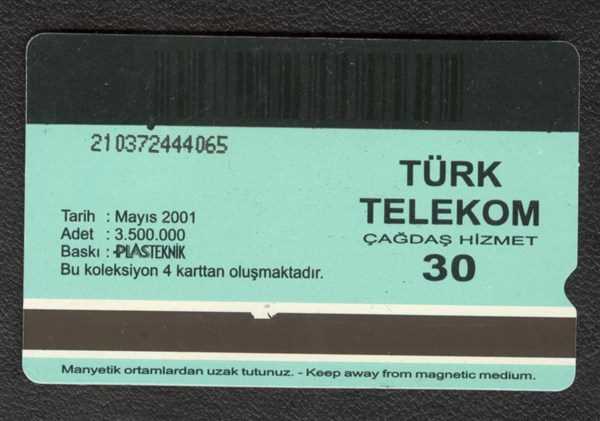 210372444065
TÜRK
TELEKOM
ÇAĞDAŞ HİZMET
30
Tarih : Mayıs 2001
Adet : 3.500.000
Baskı : PLASTEKNİK
Bu koleksiyon 4 karttan oluşmaktadır.
Manyetik ortamlardan uzak tutunuz. - Keep away from magnetic medium.